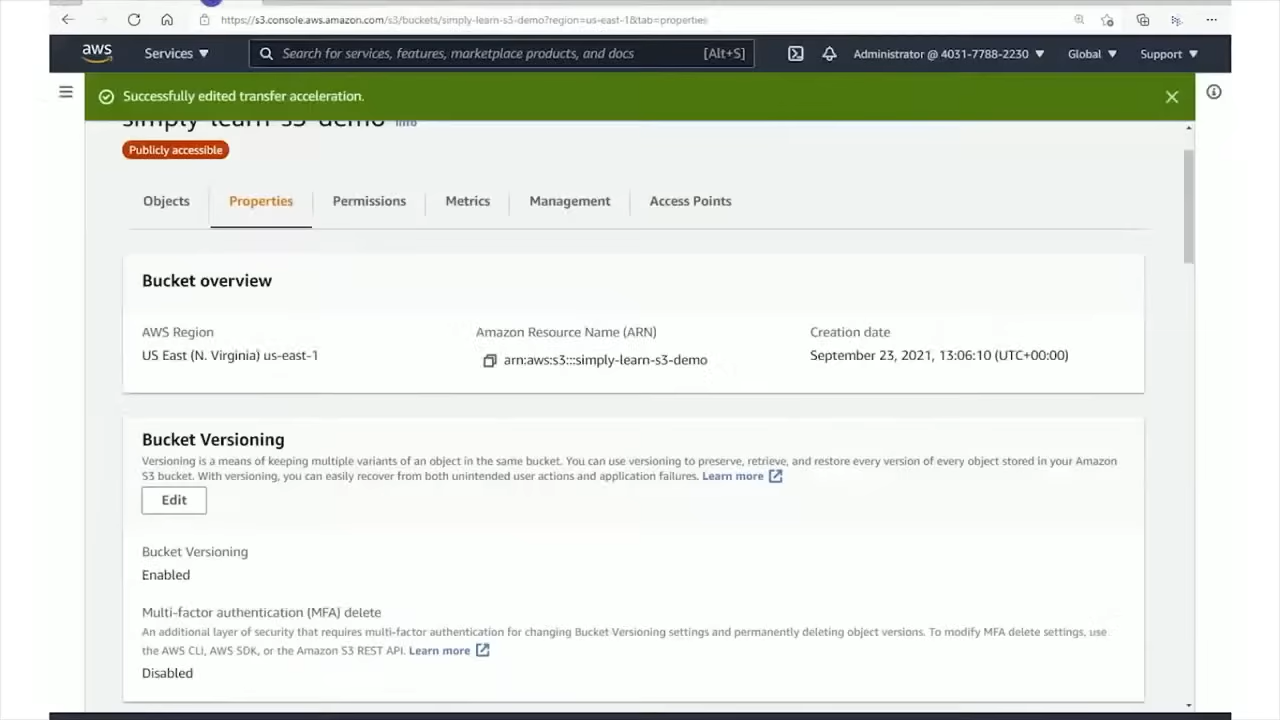 https://s3.console.aws.amazon.com/s3/buckets/simply-learn-s3-demo?region=us-east-1&tab=properties
aws
Services ▼
Search for services, features, marketplace products, and docs
[Alt+S]
Administrator @ 4031-7788-2230 ▼
Global ▼
Support ▼
Successfully edited transfer acceleration.
simply-learn-s3-demo Info
Publicly accessible
Objects
Properties
Permissions
Metrics
Management
Access Points
Bucket overview
AWS Region
US East (N. Virginia) us-east-1
Amazon Resource Name (ARN)
arn:aws:s3:::simply-learn-s3-demo
Creation date
September 23, 2021, 13:06:10 (UTC+00:00)
Bucket Versioning
Versioning is a means of keeping multiple variants of an object in the same bucket. You can use versioning to preserve, retrieve, and restore every version of every object stored in your Amazon
S3 bucket. With versioning, you can easily recover from both unintended user actions and application failures. Learn more
Edit
Bucket Versioning
Enabled
Multi-factor authentication (MFA) delete
An additional layer of security that requires multi-factor authentication for changing Bucket Versioning settings and permanently deleting object versions. To modify MFA delete settings, use
the AWS CLI, AWS SDK, or the Amazon S3 REST API. Learn more
Disabled